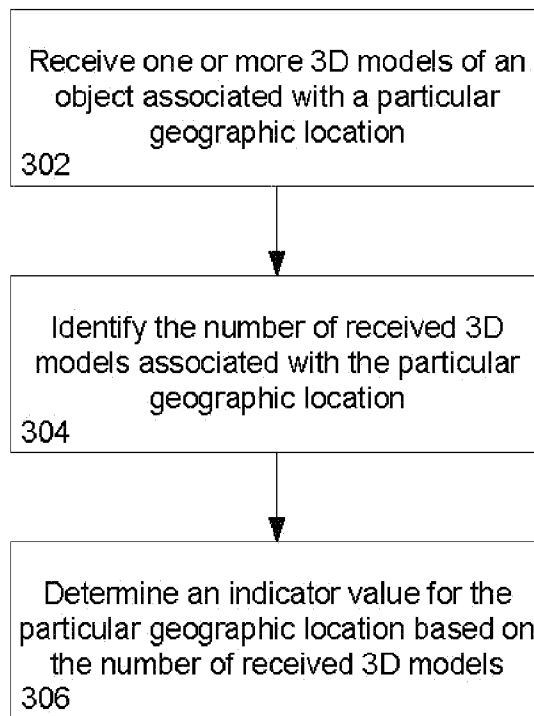 Receive one or more 3D models of an
object associated with a particular
geographic location
302
Identify the number of received 3D
models associated with the particular
geographic location
304
Determine an indicator value for the
particular geographic location based on
the number of received 3D models
306